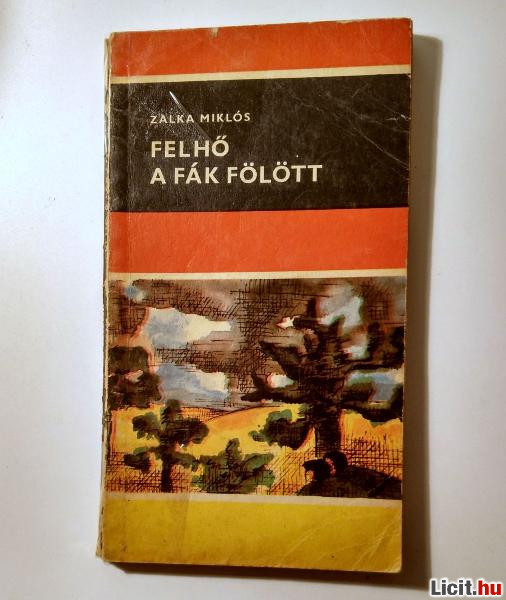 ZALKA MIKLÓS
FELHŐ
A FÁK FÖLÖTT
Licit.hu